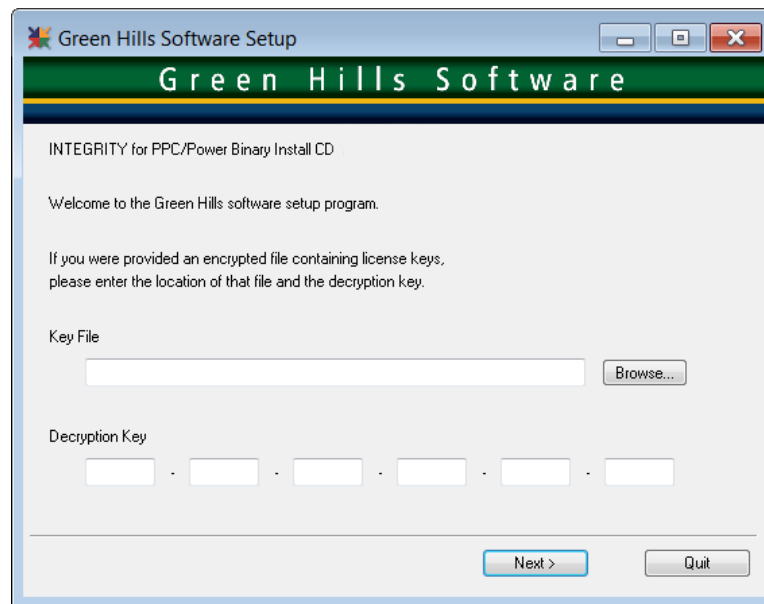 Green Hills Software Setup
Green Hills Software
INTEGRITY for PPC/Power Binary Install CD
Welcome to the Green Hills software setup program.
If you were provided an encrypted file containing license keys,
please enter the location of that file and the decryption key.
Key File
Browse...
Decryption Key
- - - - -
Next >
Quit